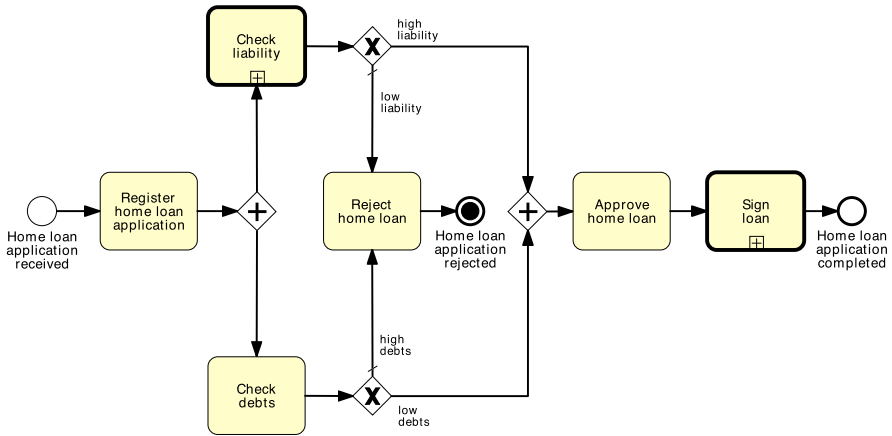 Home loan
application
received
Register
home loan
application
Check
liability
high
liability
low
liability
Reject
home loan
Home loan
application
rejected
Check
debts
high
debts
low
debts
Approve
home loan
Sign
loan
Home loan
application
completed